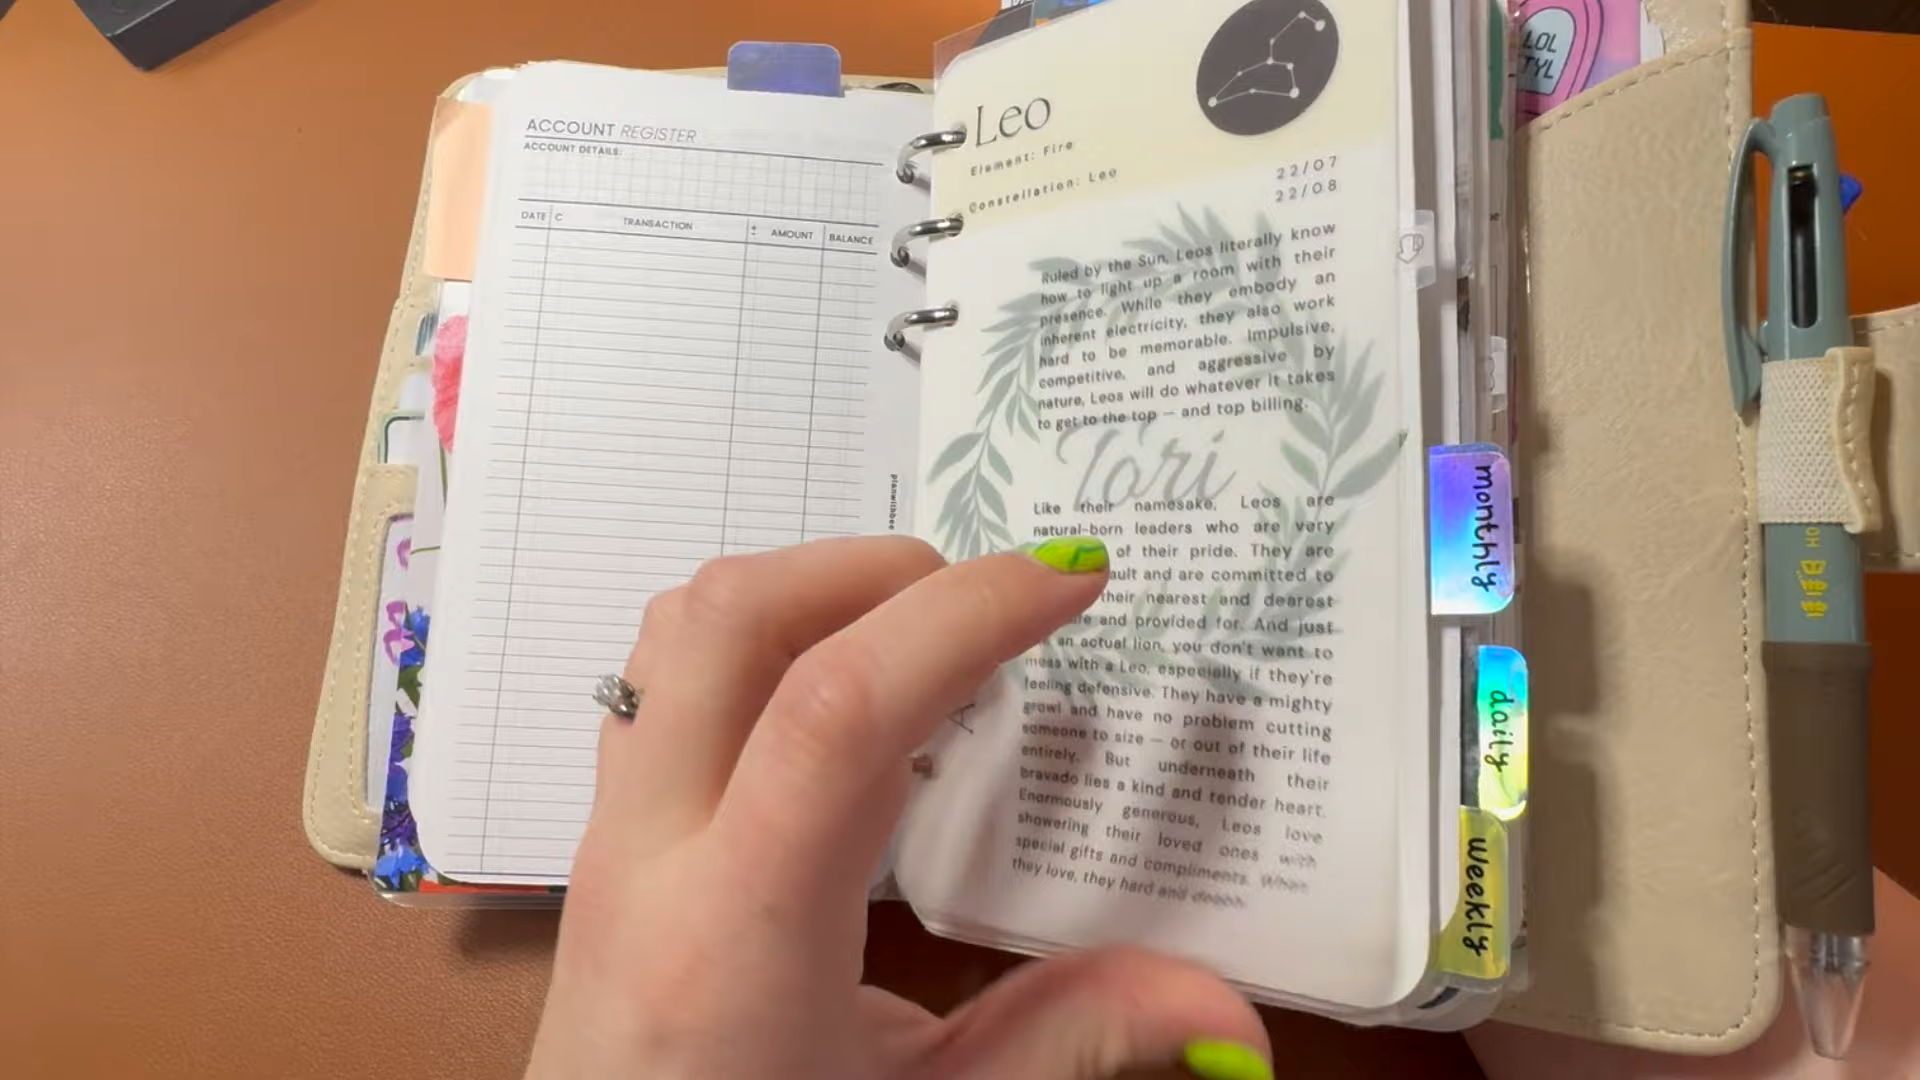 ACCOUNT REGISTER
ACCOUNT DETAILS:
DATE C TRANSACTION ± AMOUNT BALANCE
planwithbee
Leo
Element: Fire
Constellation: Leo
22/07
22/08
Ruled by the Sun, Leos literally know
how to light up a room with their
presence. While they embody an
inherent electricity, they also work
hard to be memorable. Impulsive,
competitive, and aggressive by
nature, Leos will do whatever it takes
to get to the top — and top billing.
Tori
Like their namesake, Leos are
natural-born leaders who are very
of their pride. They are
and are committed to
their nearest and dearest
and provided for. And just
an actual lion, you don't want to
mess with a Leo, especially if they're
feeling defensive. They have a mighty
growl and have no problem cutting
someone to size — or out of their life
entirely. But underneath their
bravado lies a kind and tender heart.
Enormously generous, Leos love
showering their loved ones with
special gifts and compliments. When
they love, they hard and
monthly
daily
Weekly
LOL
TYL